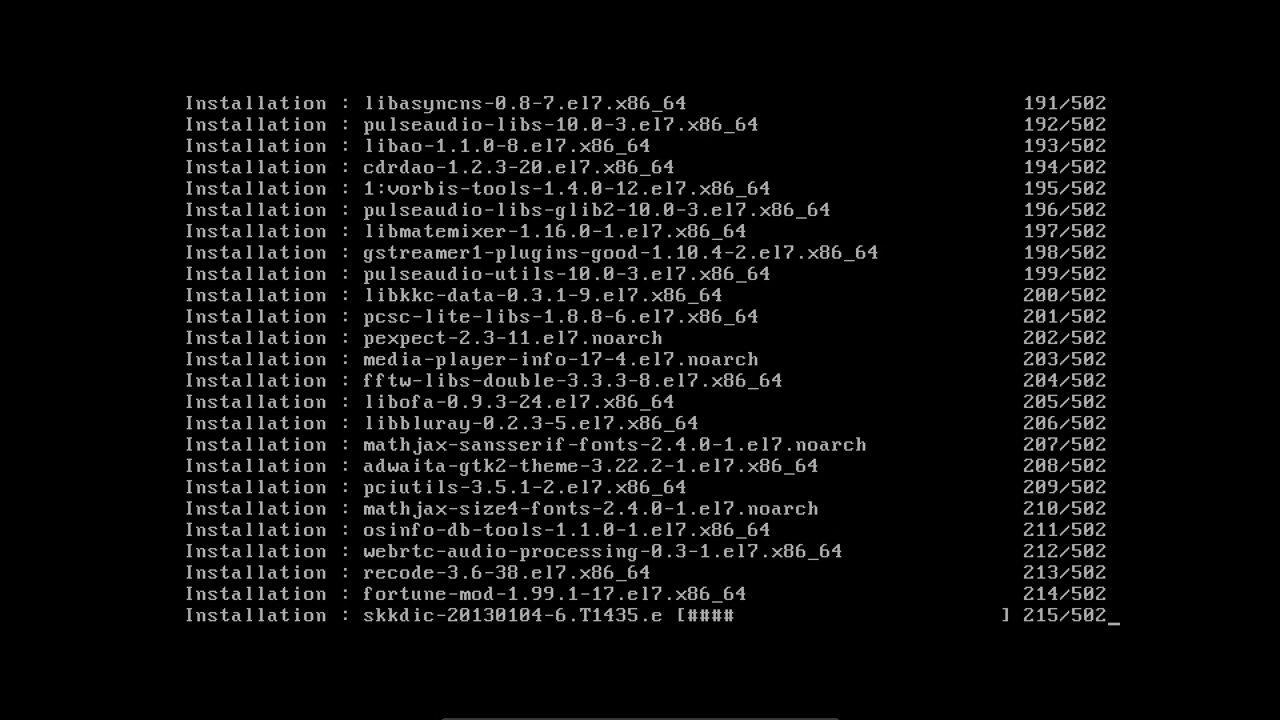 Installation : libasyncns-0.8-7.el7.x86_64 191/502
Installation : pulseaudio-libs-10.0-3.el7.x86_64 192/502
Installation : libao-1.1.0-8.el7.x86_64 193/502
Installation : cdrdao-1.2.3-20.el7.x86_64 194/502
Installation : 1:vorbis-tools-1.4.0-12.el7.x86_64 195/502
Installation : pulseaudio-libs-glib2-10.0-3.el7.x86_64 196/502
Installation : libmatemixer-1.16.0-1.el7.x86_64 197/502
Installation : gstreamer1-plugins-good-1.10.4-2.el7.x86_64 198/502
Installation : pulseaudio-utils-10.0-3.el7.x86_64 199/502
Installation : libkkc-data-0.3.1-9.el7.x86_64 200/502
Installation : pcsc-lite-libs-1.8.8-6.el7.x86_64 201/502
Installation : pexpect-2.3-11.el7.noarch 202/502
Installation : media-player-info-17-4.el7.noarch 203/502
Installation : fftw-libs-double-3.3.3-8.el7.x86_64 204/502
Installation : libofa-0.9.3-24.el7.x86_64 205/502
Installation : libbluray-0.2.3-5.el7.x86_64 206/502
Installation : mathjax-sansserif-fonts-2.4.0-1.el7.noarch 207/502
Installation : adwaita-gtk2-theme-3.22.2-1.el7.x86_64 208/502
Installation : pciutils-3.5.1-2.el7.x86_64 209/502
Installation : mathjax-size4-fonts-2.4.0-1.el7.noarch 210/502
Installation : osinfo-db-tools-1.1.0-1.el7.x86_64 211/502
Installation : webrtc-audio-processing-0.3-1.el7.x86_64 212/502
Installation : recode-3.6-38.el7.x86_64 213/502
Installation : fortune-mod-1.99.1-17.el7.x86_64 214/502
Installation : skkdic-20130104-6.T1435.e [#### ] 215/502_